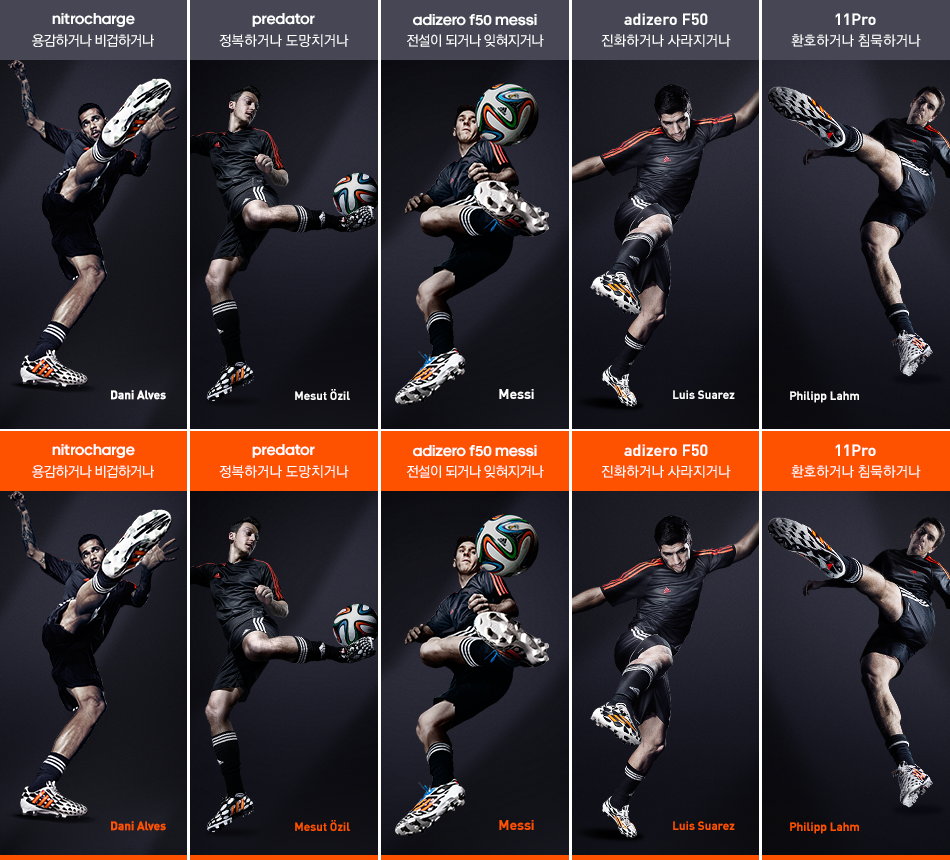 nitrocharge
용감하거나 비겁하거나
predator
정복하거나 도망치거나
adizero f50 messi
전설이 되거나 잊혀지거나
adizero F50
진화하거나 사라지거나
11Pro
환호하거나 침묵하거나
Dani Alves
Mesut Özil
Messi
Luis Suarez
Philipp Lahm
nitrocharge
용감하거나 비겁하거나
predator
정복하거나 도망치거나
adizero f50 messi
전설이 되거나 잊혀지거나
adizero F50
진화하거나 사라지거나
11Pro
환호하거나 침묵하거나
Dani Alves
Mesut Özil
Messi
Luis Suarez
Philipp Lahm